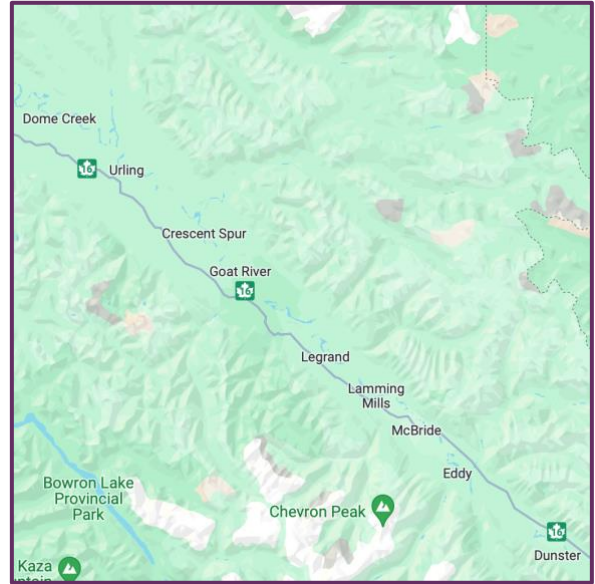 Dome Creek
16
Urling
Crescent Spur
Goat River
16
Legrand
Lamming
Mills
McBride
Eddy
Bowron Lake
Provincial
Park
Chevron Peak
16
Dunster
Kaza